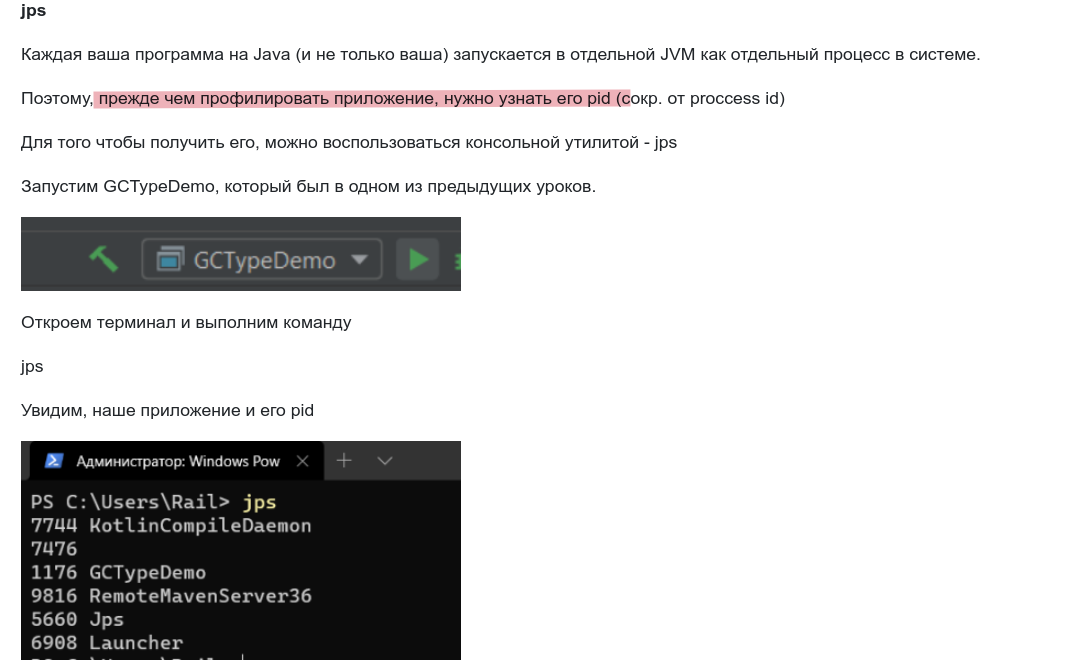 jps
Каждая ваша программа на Java (и не только ваша) запускается в отдельной JVM как отдельный процесс в системе.
Поэтому, прежде чем профилировать приложение, нужно узнать его pid (сокр. от proccess id)
Для того чтобы получить его, можно воспользоваться консольной утилитой - jps
Запустим GCTypeDemo, который был в одном из предыдущих уроков.
GCTypeDemo
Откроем терминал и выполним команду
jps
Увидим, наше приложение и его pid
Администратор: Windows Pow
PS C:\Users\Rail> jps
7744 KotlinCompileDaemon
7476
1176 GCTypeDemo
9816 RemoteMavenServer36
5660 Jps
6908 Launcher